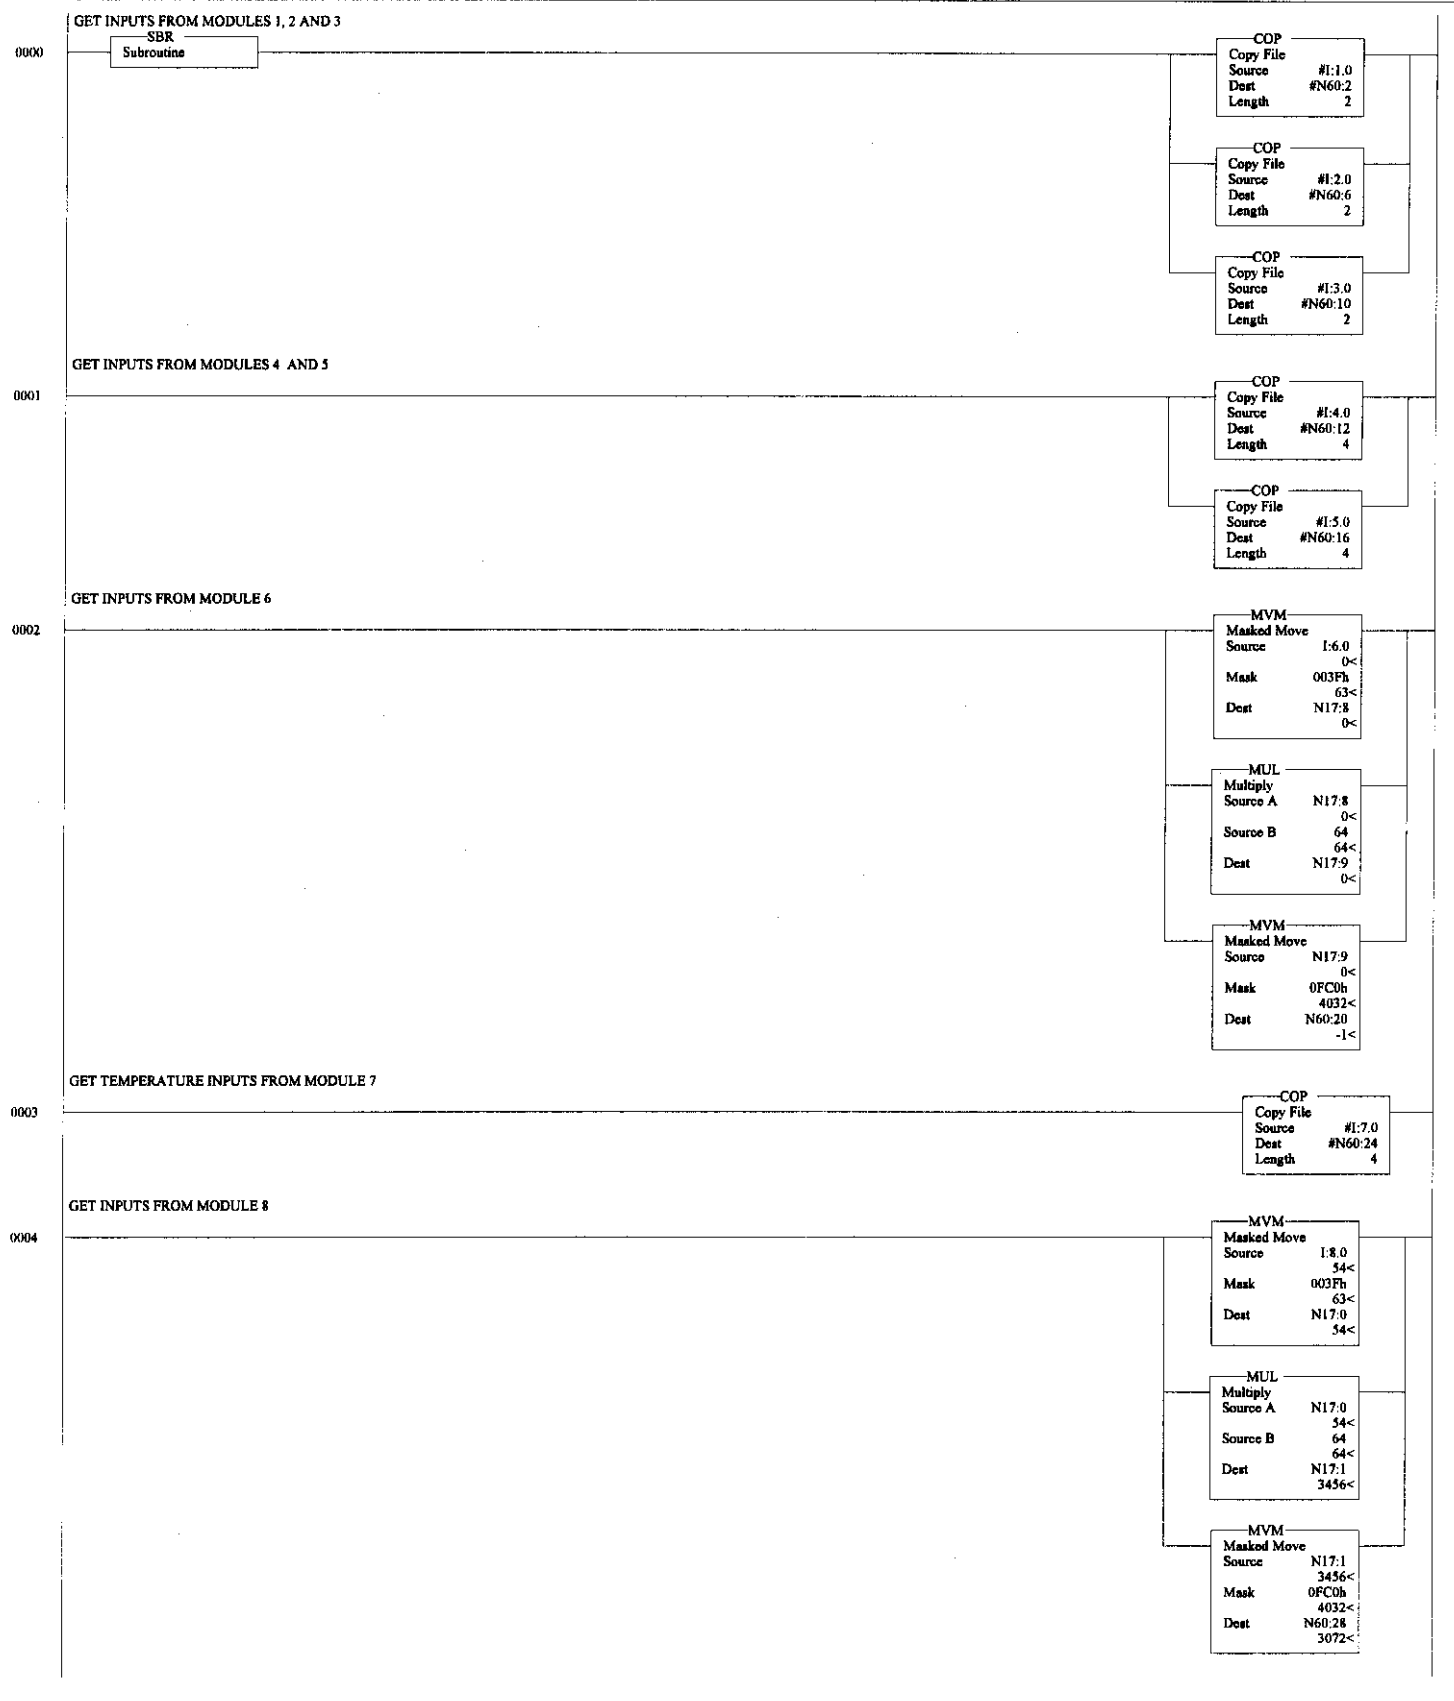 GET INPUTS FROM MODULES 1, 2 AND 3
0000
SBR
Subroutine
COP
Copy File
Source #I:1.0
Dest #N60:2
Length 2
COP
Copy File
Source #I:2.0
Dest #N60:6
Length 2
COP
Copy File
Source #I:3.0
Dest #N60:10
Length 2
GET INPUTS FROM MODULES 4 AND 5
0001
COP
Copy File
Source #I:4.0
Dest #N60:12
Length 4
COP
Copy File
Source #I:5.0
Dest #N60:16
Length 4
GET INPUTS FROM MODULE 6
0002
MVM
Masked Move
Source I:6.0
0<
Mask 003Fh
63<
Dest N17:8
0<
MUL
Multiply
Source A N17:8
0<
Source B 64
64<
Dest N17:9
0<
MVM
Masked Move
Source N17:9
0<
Mask 0FC0h
4032<
Dest N60:20
-1<
GET TEMPERATURE INPUTS FROM MODULE 7
0003
COP
Copy File
Source #I:7.0
Dest #N60:24
Length 4
GET INPUTS FROM MODULE 8
0004
MVM
Masked Move
Source I:8.0
54<
Mask 003Fh
63<
Dest N17:0
54<
MUL
Multiply
Source A N17:0
54<
Source B 64
64<
Dest N17:1
3456<
MVM
Masked Move
Source N17:1
3456<
Mask 0FC0h
4032<
Dest N60:28
3072<